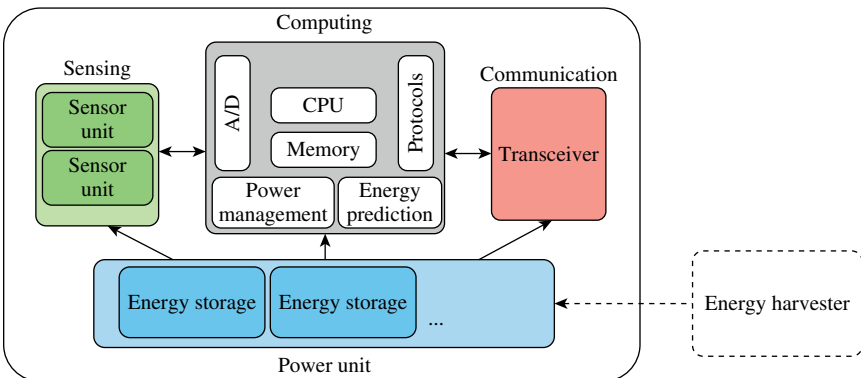 Computing
Sensing
Communication
A/D
CPU
Memory
Protocols
Power
management
Energy
prediction
Sensor
unit
Sensor
unit
Transceiver
Energy storage
Energy storage
...
Power unit
Energy harvester